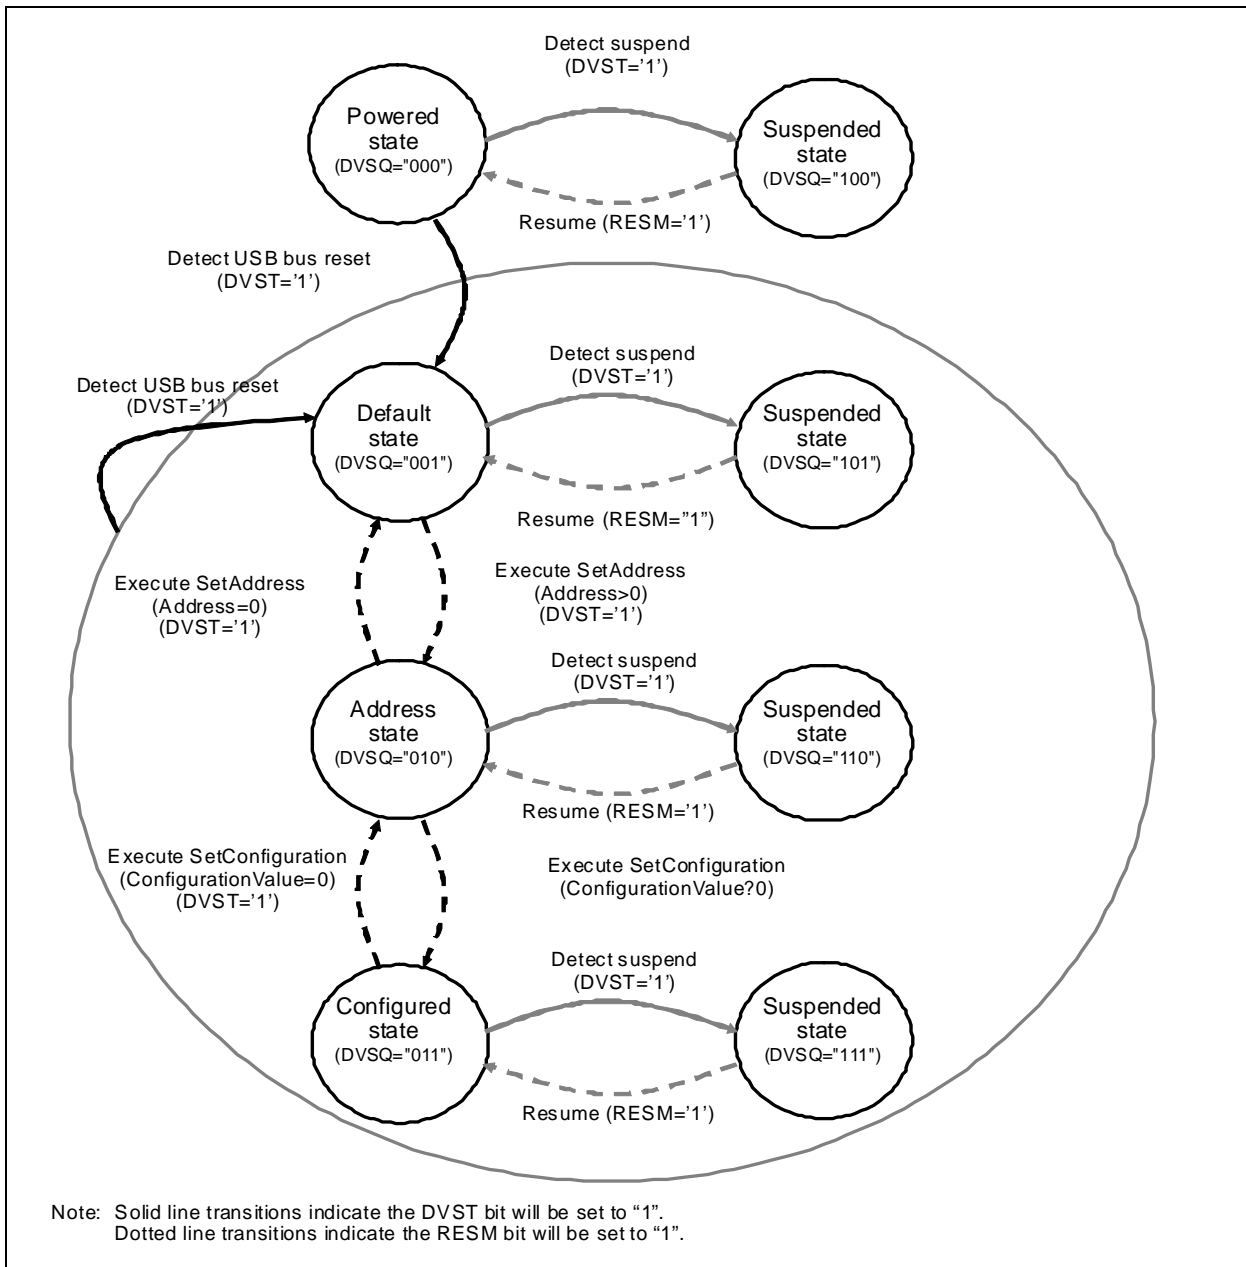 Detect suspend
(DVST='1')
Powered
state
(DVSQ="000")
Suspended
state
(DVSQ="100")
Resume (RESM='1')
Detect USB bus reset
(DVST='1')
Detect USB bus reset
(DVST='1')
Detect suspend
(DVST='1')
Default
state
(DVSQ="001")
Suspended
state
(DVSQ="101")
Resume (RESM="1")
Execute SetAddress
(Address=0)
(DVST='1')
Execute SetAddress
(Address>0)
(DVST='1')
Detect suspend
(DVST='1')
Address
state
(DVSQ="010")
Suspended
state
(DVSQ="110")
Resume (RESM='1')
Execute SetConfiguration
(ConfigurationValue=0)
(DVST='1')
Execute SetConfiguration
(ConfigurationValue?0)
Detect suspend
(DVST='1')
Configured
state
(DVSQ="011")
Suspended
state
(DVSQ="111")
Resume (RESM='1')
Note: Solid line transitions indicate the DVST bit will be set to “1”.
Dotted line transitions indicate the RESM bit will be set to “1”.